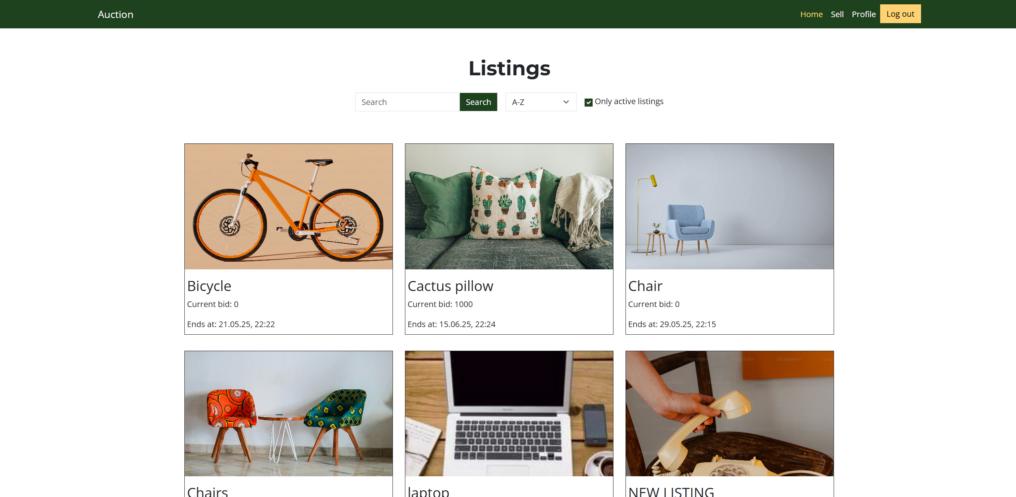 Auction
Home Sell Profile Log out
Listings
Search Search A-Z Only active listings
Bicycle
Current bid: 0
Ends at: 21.05.25, 22:22
Cactus pillow
Current bid: 1000
Ends at: 15.06.25, 22:24
Chair
Current bid: 0
Ends at: 29.05.25, 22:15
Chairs
laptop
NEW LISTING